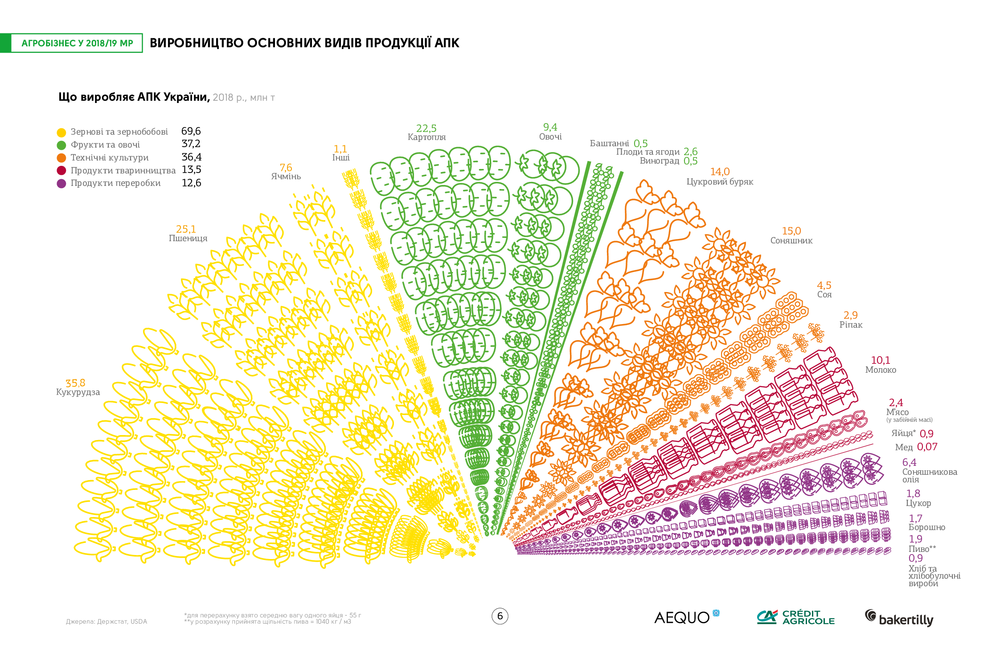 АГРОБІЗНЕС У 2018/19 МР
ВИРОБНИЦТВО ОСНОВНИХ ВИДІВ ПРОДУКЦІЇ АПК
Що виробляє АПК України, 2018 р., млн т
Зернові та зернобобові 69,6
Фрукти та овочі 37,2
Технічні культури 36,4
Продукти тваринництва 13,5
Продукти переробки 12,6
35,8
Кукурудза
25,1
Пшениця
7,6
Ячмінь
1,1
Інші
22,5
Картопля
9,4
Овочі
Баштанні 0,5
Плоди та ягоди 2,6
Виноград 0,5
14,0
Цукровий буряк
15,0
Соняшник
4,5
Соя
2,9
Ріпак
10,1
Молоко
2,4
М'ясо
(у забійній масі)
Яйця* 0,9
Мед 0,07
6,4
Соняшникова
олія
1,8
Цукор
1,7
Борошно
1,9
Пиво**
0,9
Хліб та
хлібобулочні
вироби
Джерела: Держстат, USDA
*для перерахунку взято середню вагу одного яйця – 55 г
**у розрахунку прийнята щільність пива = 1040 кг / м3
6
AEQUO
CRÉDIT
AGRICOLE
bakertilly